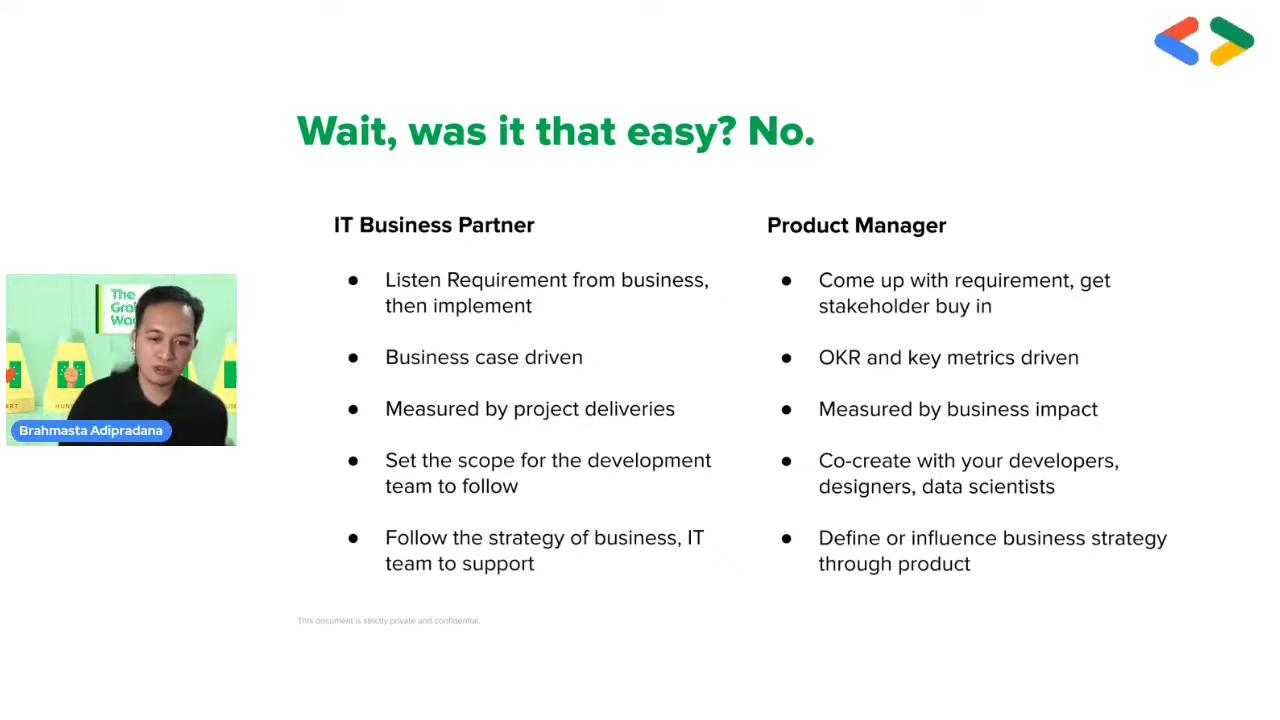 Wait, was it that easy? No.
IT Business Partner
● Listen Requirement from business,
then implement
● Business case driven
● Measured by project deliveries
● Set the scope for the development
team to follow
● Follow the strategy of business, IT
team to support
Product Manager
● Come up with requirement, get
stakeholder buy in
● OKR and key metrics driven
● Measured by business impact
● Co-create with your developers,
designers, data scientists
● Define or influence business strategy
through product
The
Brahmasta Adipradana
This document is strictly private and confidential.